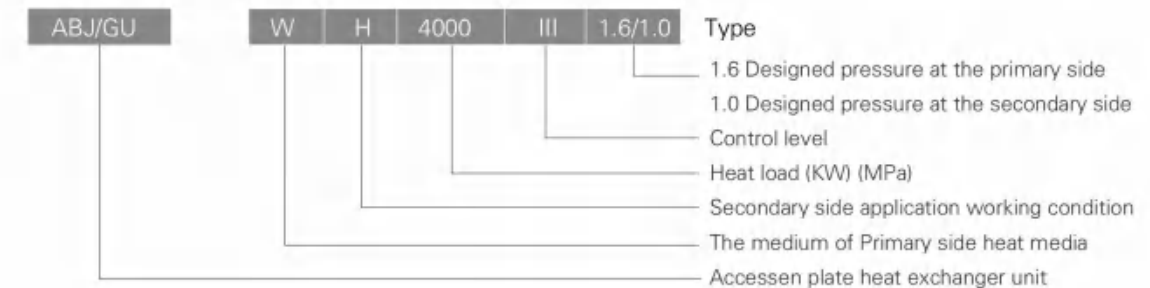 ABJ/GU W H 4000 III 1.6/1.0 Type
1.6 Designed pressure at the primary side
1.0 Designed pressure at the secondary side
Control level
Heat load (KW) (MPa)
Secondary side application working condition
The medium of Primary side heat media
Accessen plate heat exchanger unit